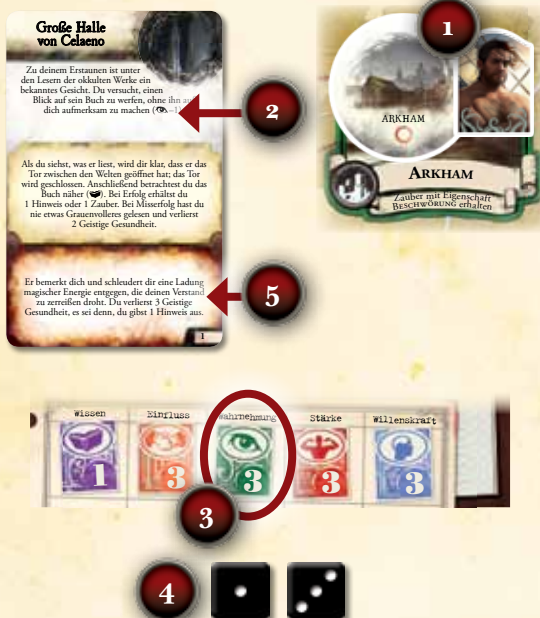 Große Halle
von Celaeno
Zu deinem Erstaunen ist unter
den Lesern der okkulten Werke ein
bekanntes Gesicht. Du versucht, einen
Blick auf sein Buch zu werfen, ohne ihn auf
dich aufmerksam zu machen ( –1).
Als du siehst, was er liest, wird dir klar, dass er das
Tor zwischen den Welten geöffnet hat; das Tor
wird geschlossen. Anschließend betrachtest du das
Buch näher ( ). Bei Erfolg erhältst du
1 Hinweis oder 1 Zauber. Bei Misserfolg hast du
nie etwas Grauenvolleres gelesen und verlierst
2 Geistige Gesundheit.
Er bemerkt dich und schleudert dir eine Ladung
magischer Energie entgegen, die deinen Verstand
zu zerreißen droht. Du verlierst 3 Geistige
Gesundheit, es sei denn, du gibst 1 Hinweis aus.
1
2
5
1
ARKHAM
ARKHAM
Zauber mit Eigenschaft
BESCHWÖRUNG erhalten
Wissen Einfluss Wahrnehmung Stärke Willenskraft
1 3 3 3 3
3
4